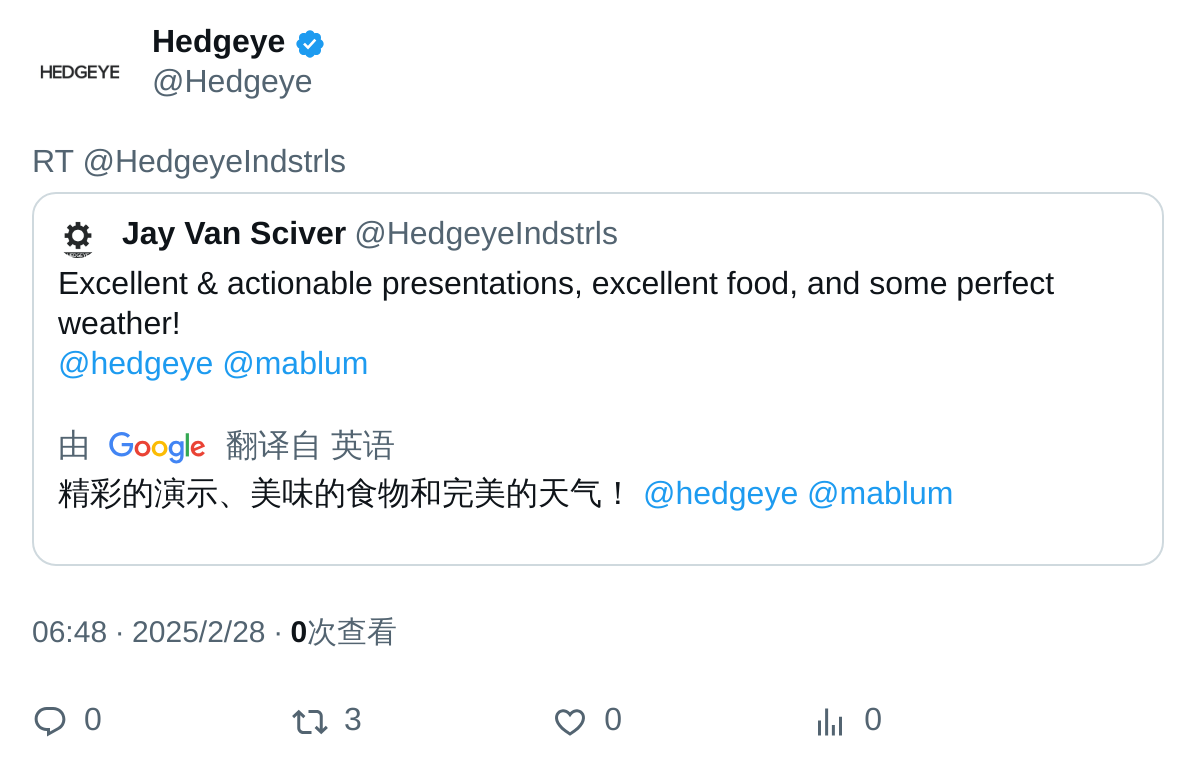 Hedgeye
HEDGEYE
@Hedgeye
RT @HedgeyeIndstrls
Jay Van Sciver @HedgeyeIndstrls
Excellent & actionable presentations, excellent food, and some perfect
weather!
@hedgeye @mablum
由 Google 翻译自 英语
精彩的演示、美味的食物和完美的天气！ @hedgeye @mablum
06:48 · 2025/2/28 · 0次查看
0 3 0 0